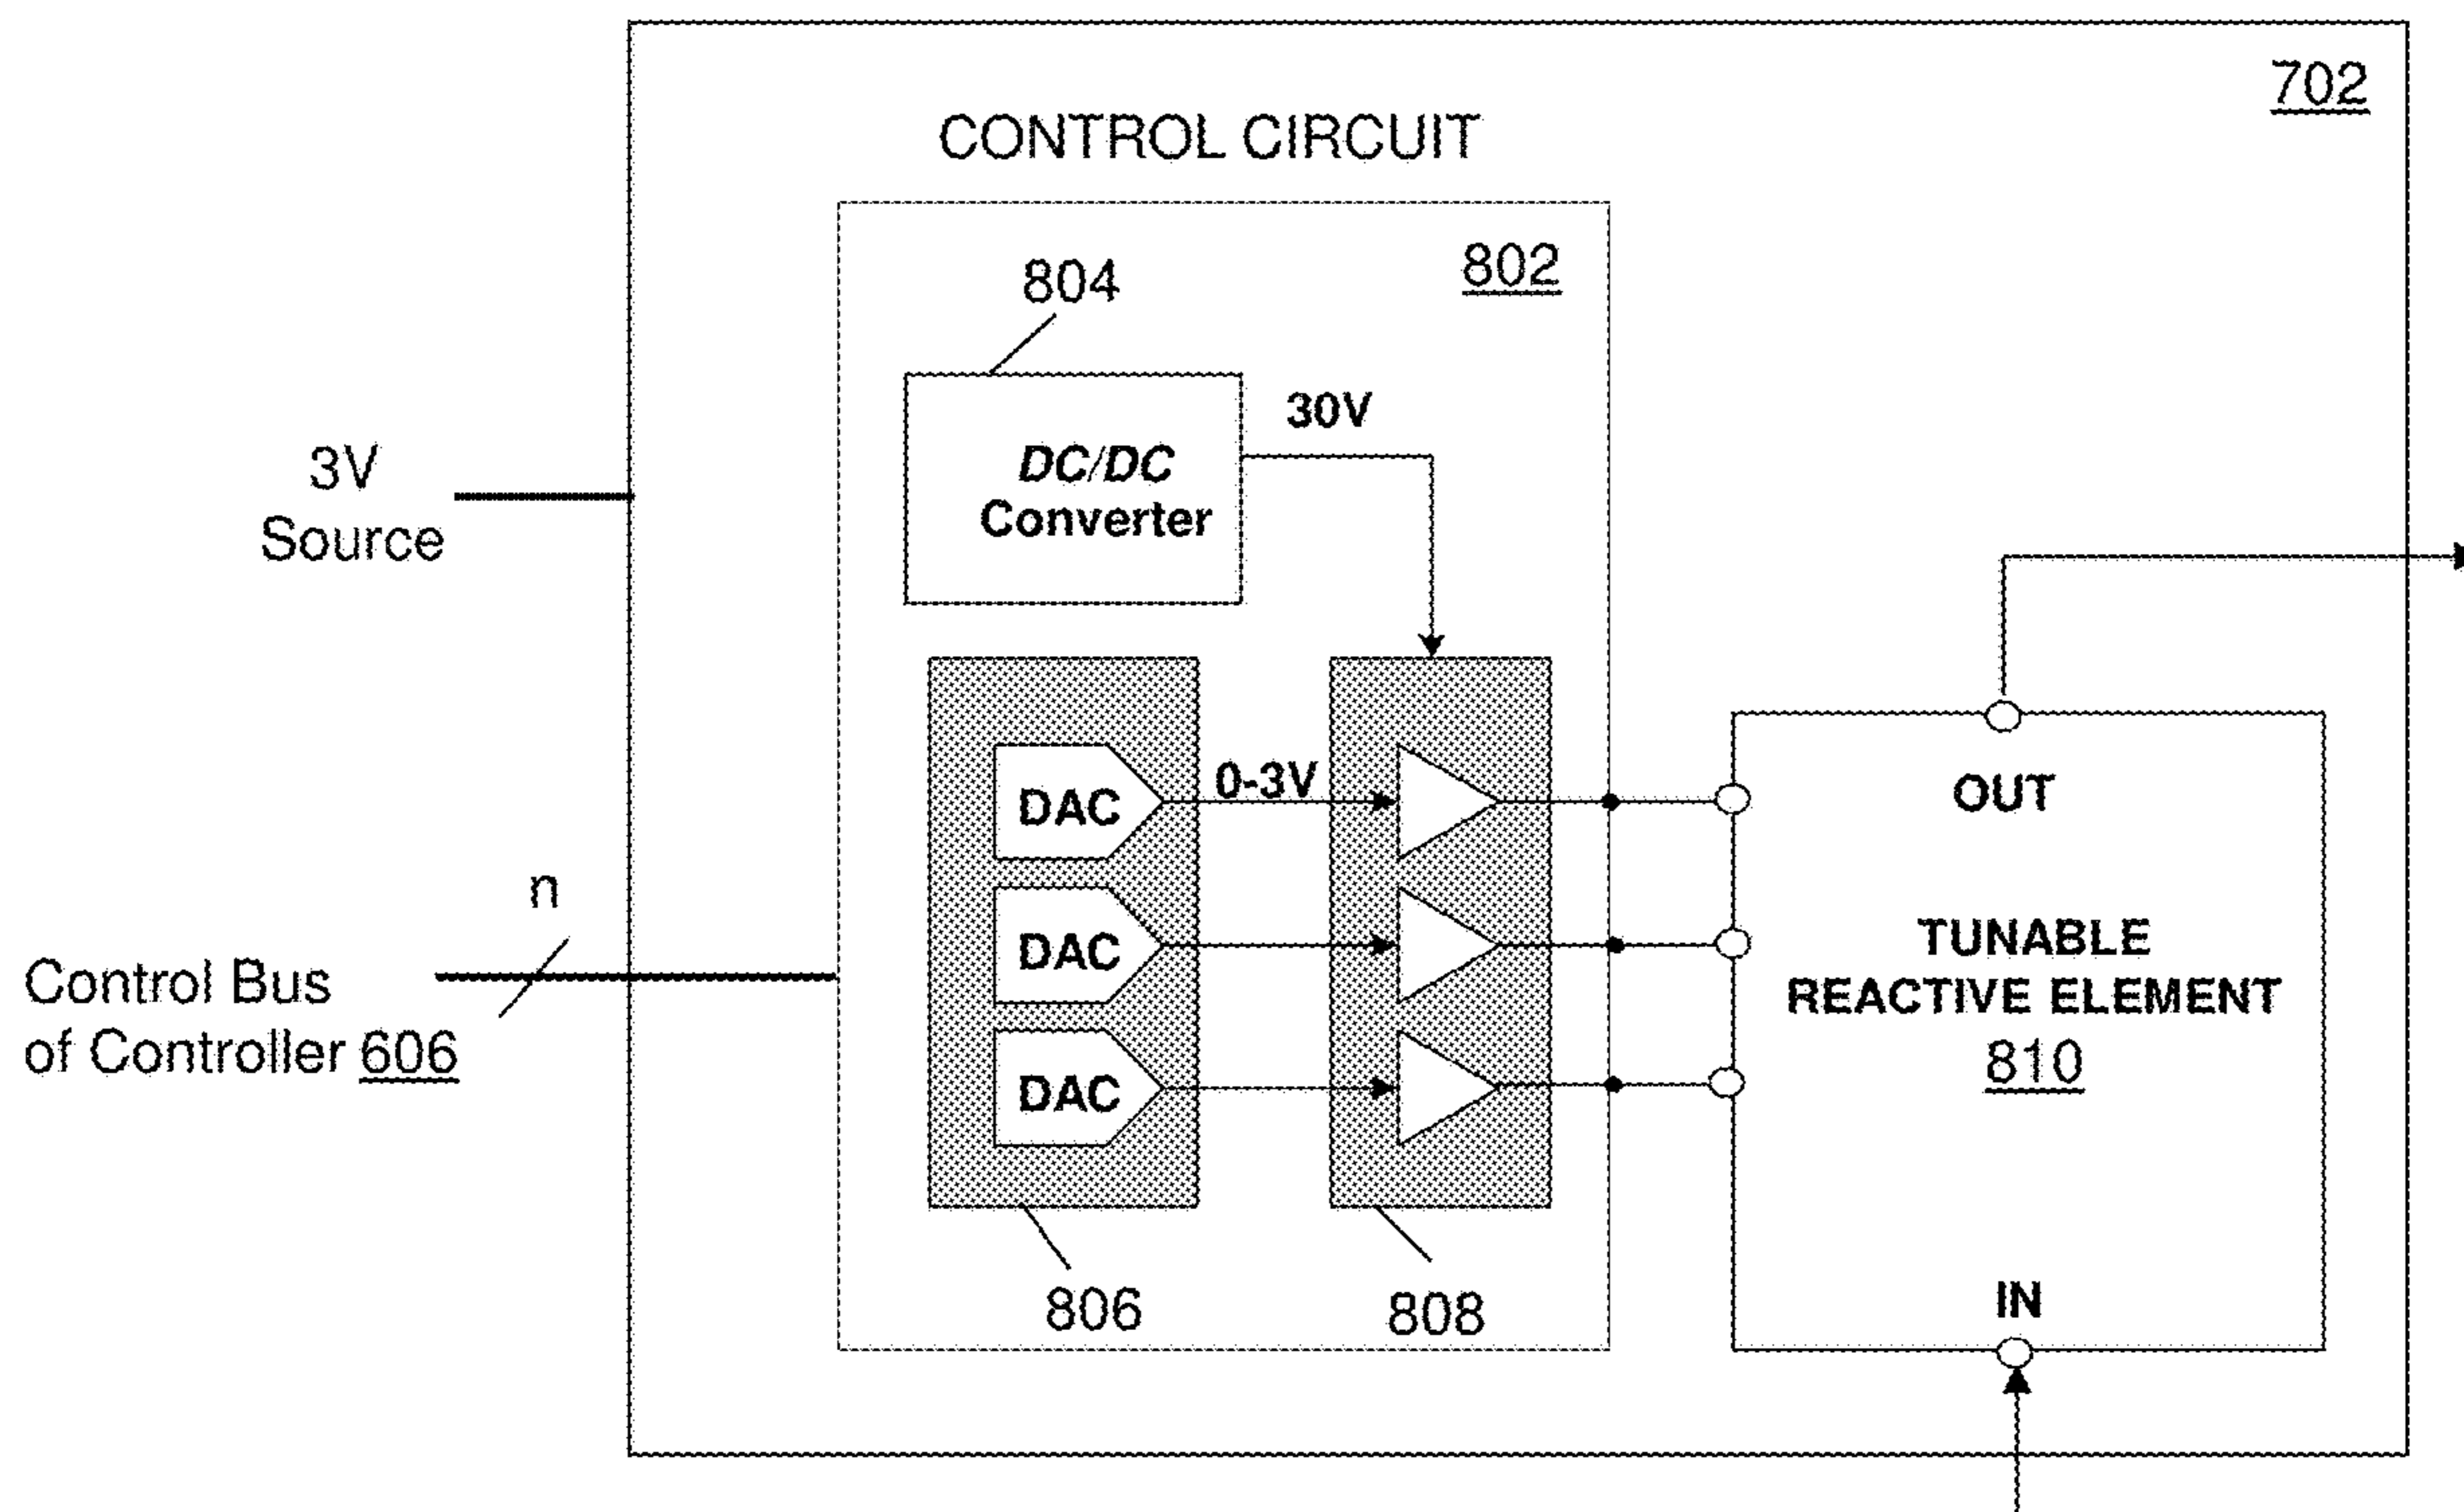 702
CONTROL CIRCUIT
802
804
30V
DC/DC
Converter
3V
Source
0-3V
DAC
DAC
DAC
n
Control Bus
of Controller 606
OUT
TUNABLE
REACTIVE ELEMENT
810
IN
806
808